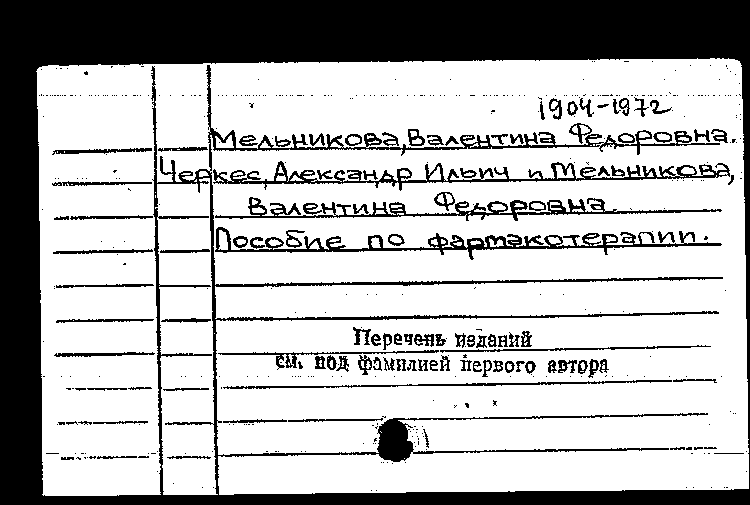 1904-1972
Мельникова, Валентина Федоровна.
Черкес, Александр Ильич и Мельникова,
Валентина Федоровна
Пособие по фармакотерапии.
Перечень изданий
см. под фамилией первого автора